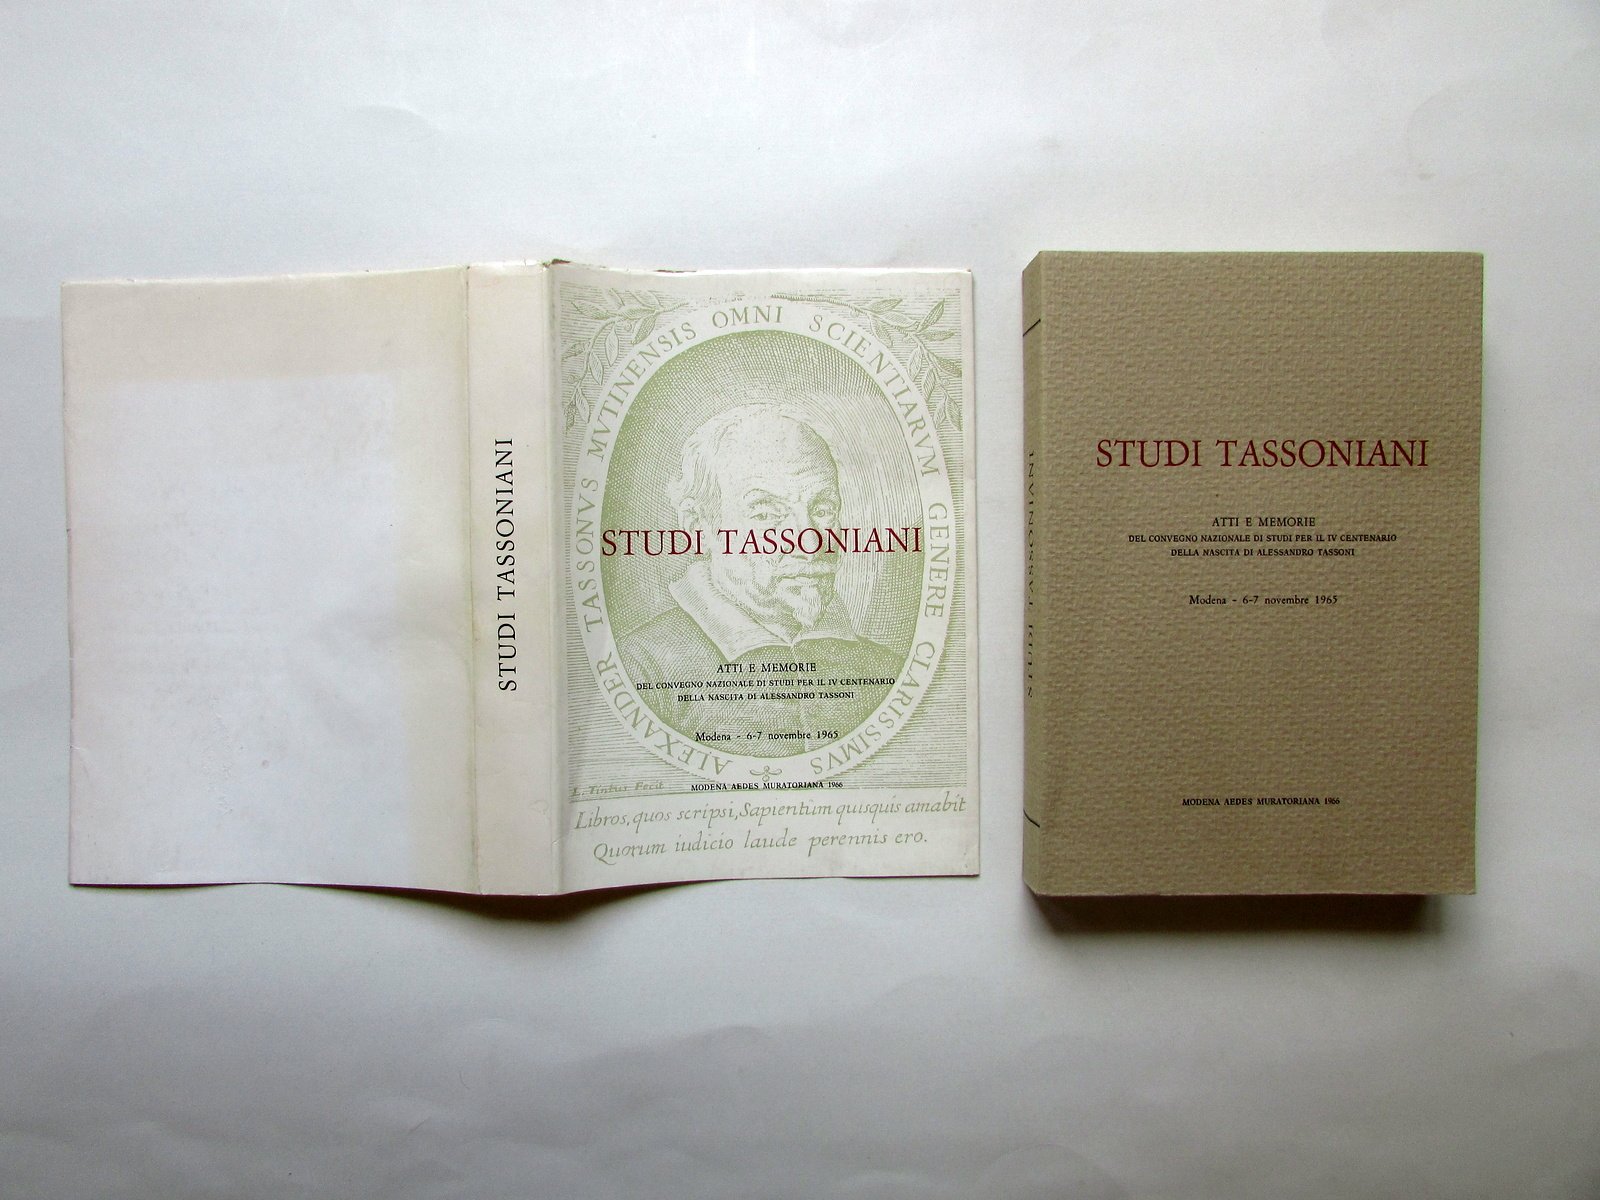 STUDI TASSONIANI
ALEXANDER TASSONVS MVTINENSIS OMNI SCIENTIARVM GENERE CLARISSIMVS
STUDI TASSONIANI
ATTI E MEMORIE
DEL CONVEGNO NAZIONALE DI STUDI PER IL IV CENTENARIO
DELLA NASCITA DI ALESSANDRO TASSONI
Modena - 6-7 novembre 1965
L. Tintus Fecit
MODENA AEDES MURATORIANA 1966
Libros, quos scripsi, Sapientùm quisquis amabit
Quorum iudicio laude perennis ero.
STUDI TASSONIANI
STUDI TASSONIANI
ATTI E MEMORIE
DEL CONVEGNO NAZIONALE DI STUDI PER IL IV CENTENARIO
DELLA NASCITA DI ALESSANDRO TASSONI
Modena - 6-7 novembre 1965
MODENA AEDES MURATORIANA 1966